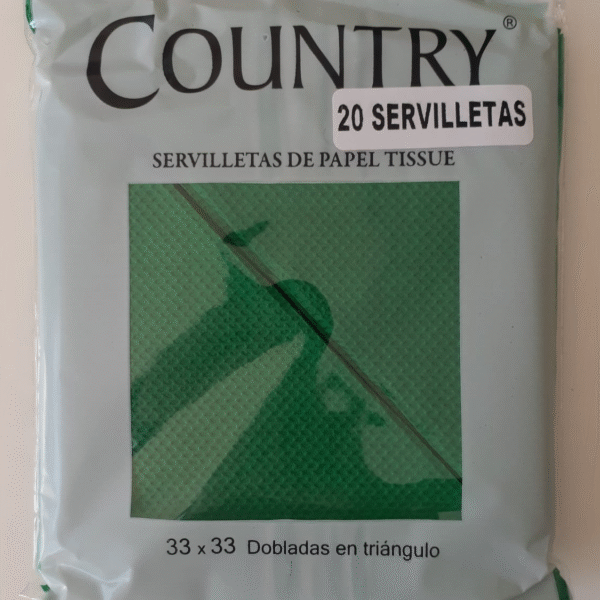 COUNTRY®
20 SERVILLETAS
SERVILLETAS DE PAPEL TISSUE
33 x 33 Dobladas en triángulo